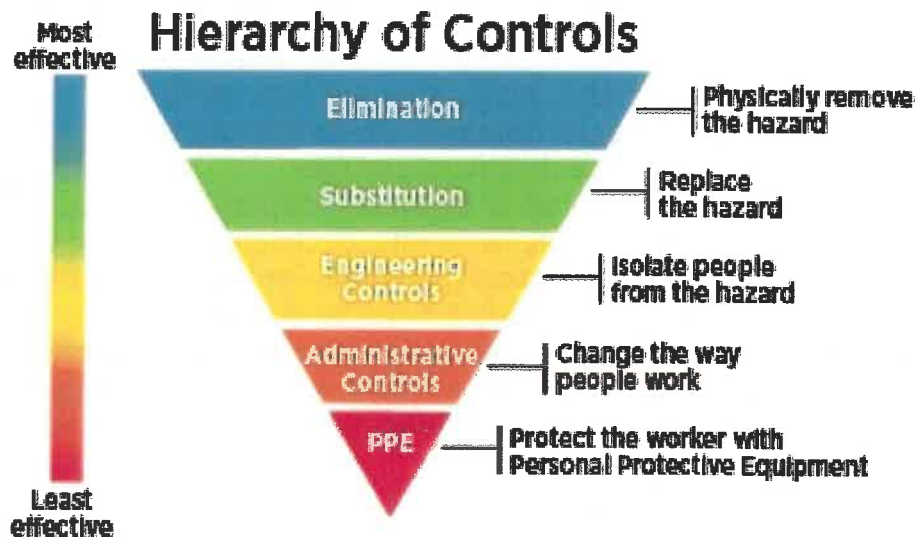 Hierarchy of Controls
Most
effective
Elimination
Physically remove
the hazard
Substitution
Replace
the hazard
Engineering
Controls
Isolate people
from the hazard
Administrative
Controls
Change the way
people work
PPE
Protect the worker with
Personal Protective Equipment
Least
effective